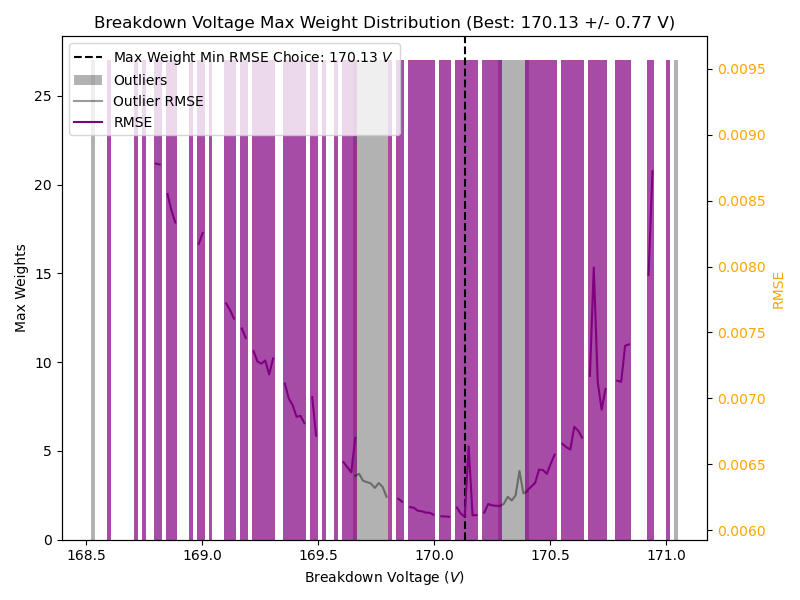 Breakdown Voltage Max Weight Distribution (Best: 170.13 +/- 0.77 V)
Max Weight Min RMSE Choice: 170.13 V
Outliers
Outlier RMSE
RMSE
Max Weights
25
20
15
10
5
0
0.0095
0.0090
0.0085
0.0080
0.0075
0.0070
0.0065
0.0060
RMSE
168.5 169.0 169.5 170.0 170.5 171.0
Breakdown Voltage (V)